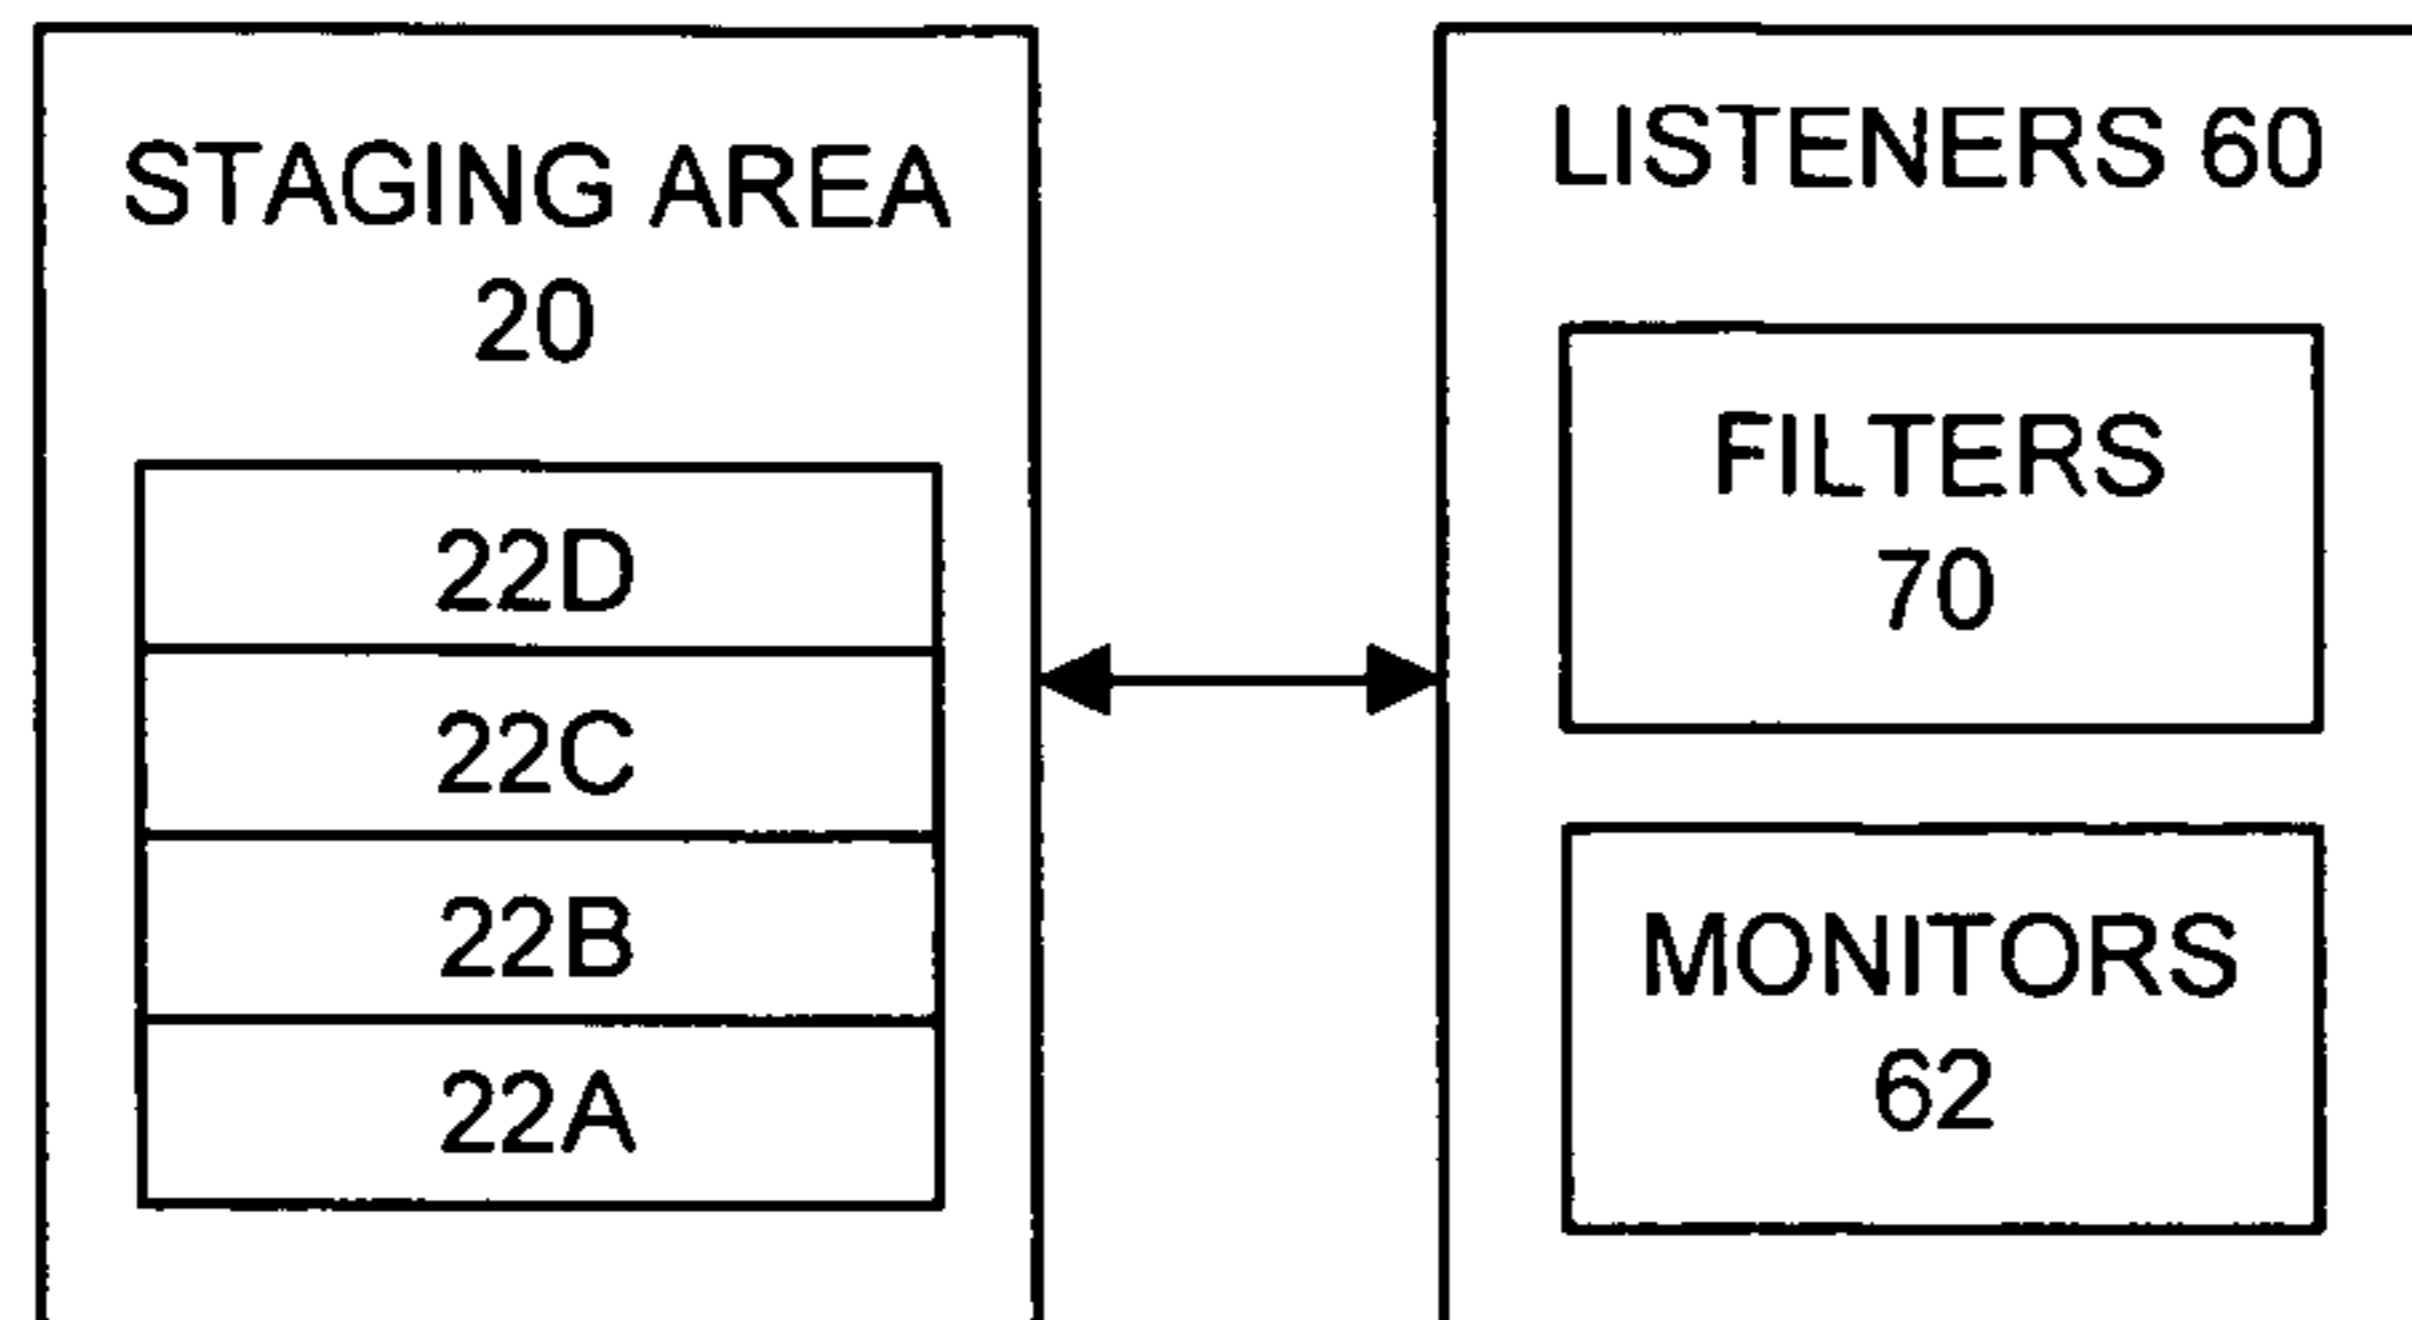 STAGING AREA
20
22D
22C
22B
22A
LISTENERS 60
FILTERS
70
MONITORS
62